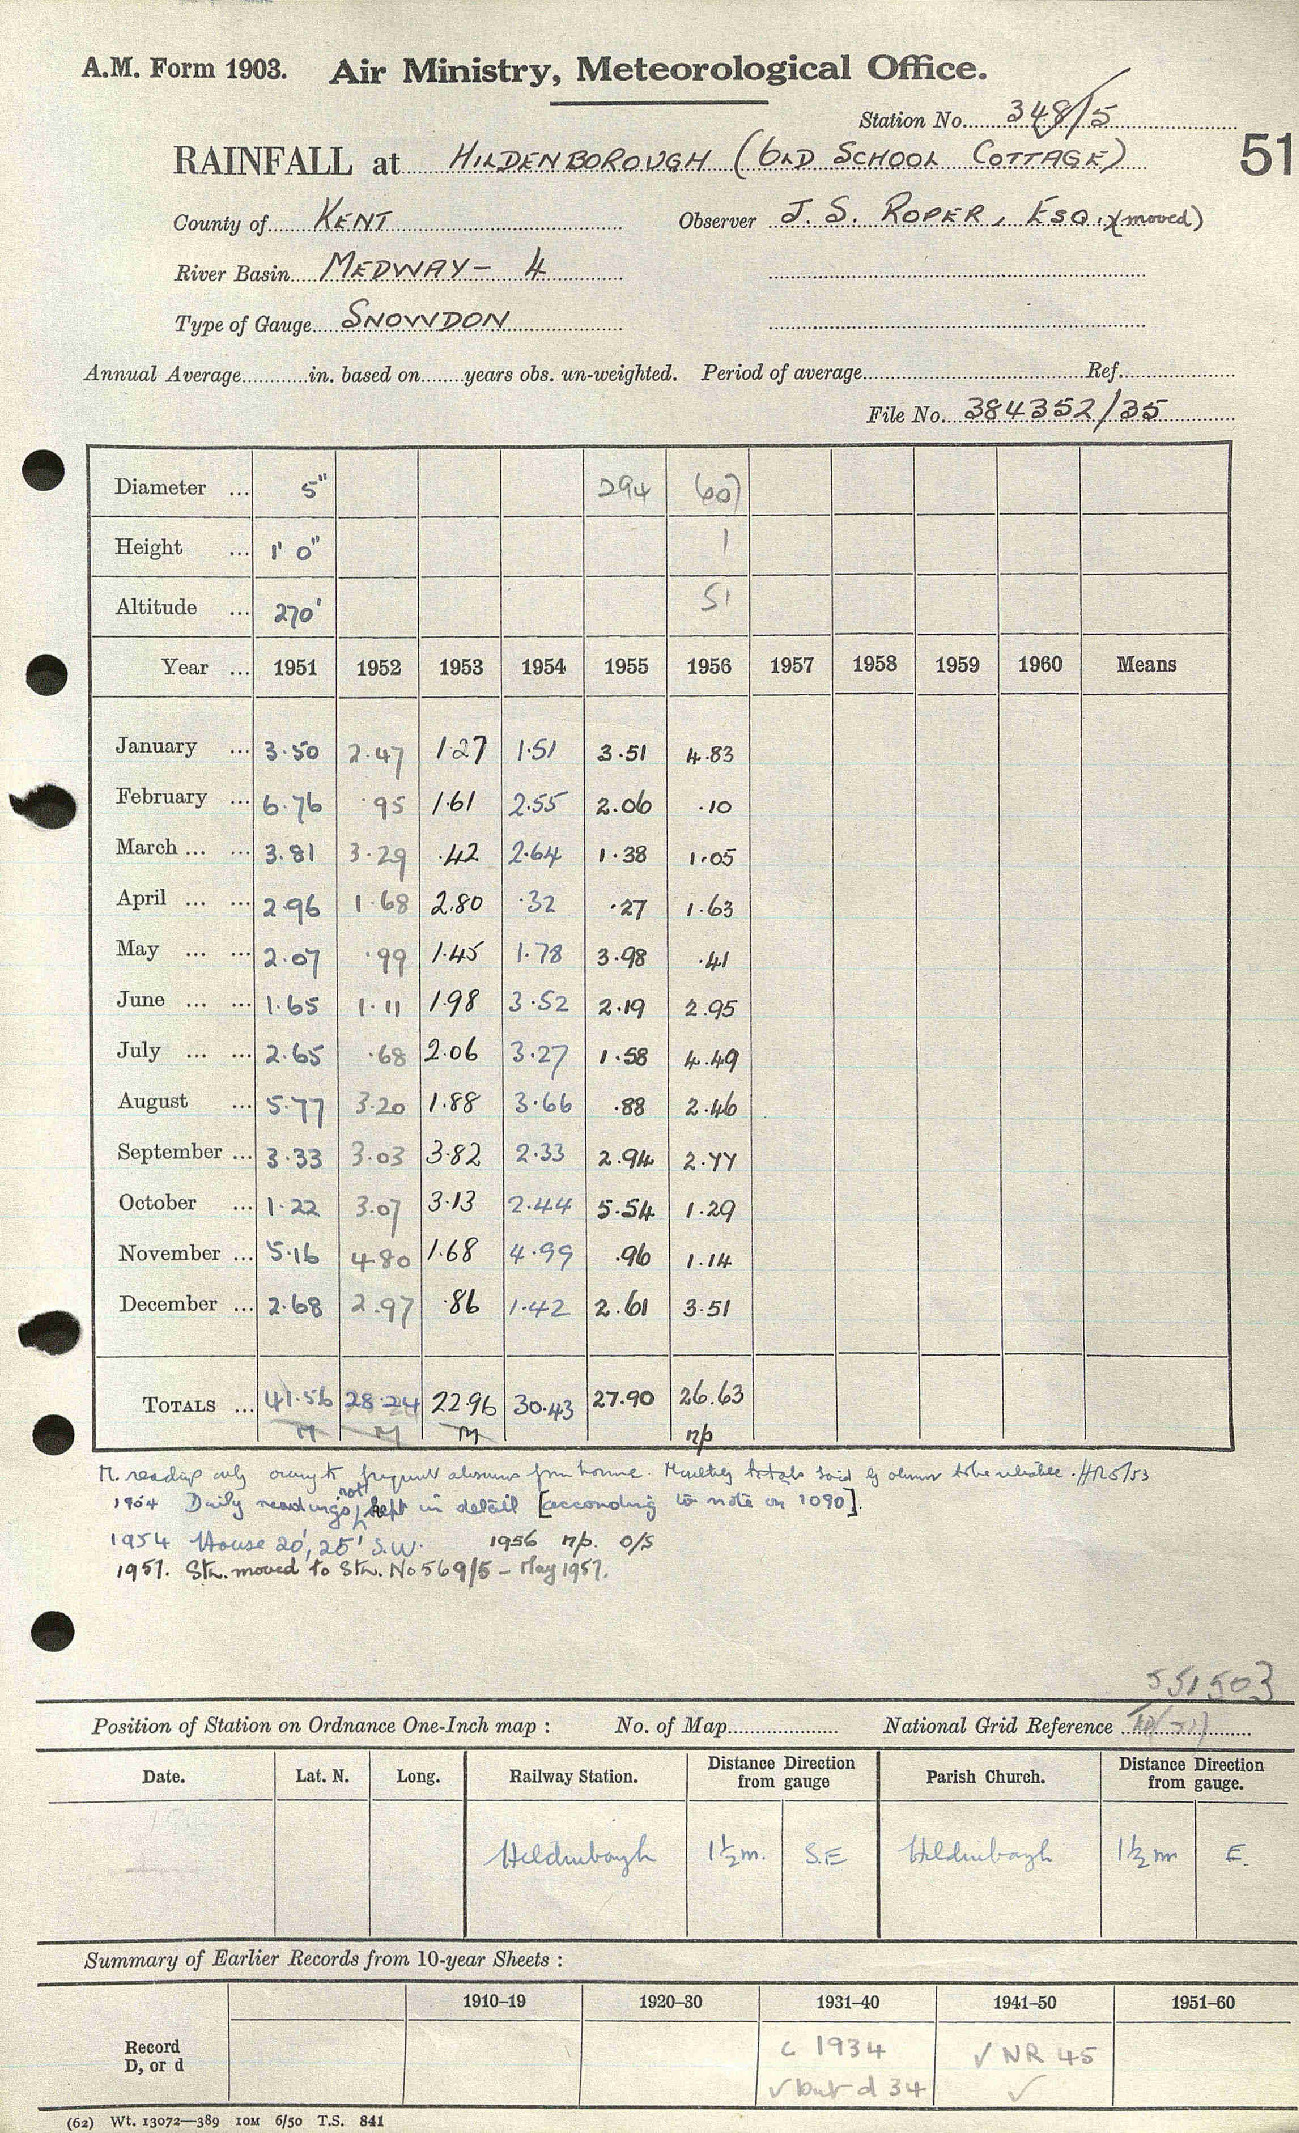 A.M. Form 1903. Air Ministry, Meteorological Office.
Station No. 348/5
51
RAINFALL at HILDENBOROUGH (OLD SCHOOL COTTAGE)
County of KENT Observer J. S. ROPER, ESQ. (moved)
River Basin MEDWAY - 4
Type of Gauge SNOWDON
Annual Average in. based on years obs. un-weighted. Period of average Ref.
File No. 384352/35
Diameter ... 5" 294 (60)
Height ... 1' 0" 1
Altitude ... 270' 51
Year ... 1951 1952 1953 1954 1955 1956 1957 1958 1959 1960 Means
January ... 3.50 2.47 1.27 1.51 3.51 4.83
February ... 6.76 .95 1.61 2.55 2.06 .10
March ... ... 3.81 3.29 .42 2.64 1.38 1.05
April ... ... 2.96 1.68 2.80 .32 .27 1.63
May ... ... 2.07 .99 1.45 1.78 3.98 .41
June ... ... 1.65 1.11 1.98 3.52 2.19 2.95
July ... ... 2.65 .68 2.06 3.27 1.58 4.49
August ... 5.77 3.20 1.88 3.66 .88 2.46
September ... 3.33 3.03 3.82 2.33 2.94 2.77
October ... 1.22 3.07 3.13 2.44 5.54 1.29
November ... 5.16 4.80 1.68 4.99 .96 1.14
December ... 2.68 2.97 .86 1.42 2.61 3.51
TOTALS ... 41.56 28.24 22.96 30.43 27.90 26.63
M M M n/p
M. readings only owing to frequent absences from home. Monthly totals said by observer to be reliable. HR 5/53
1954 Daily readings not kept in detail [according to note on 1090].
1954 House 20', 25' S.W. 1956 n/p. o/s
1957. Stn. moved to Stn. No 569/5 - May 1957.
551503
Position of Station on Ordnance One-Inch map : No. of Map National Grid Reference
Date. Lat. N. Long. Railway Station. Distance Direction from gauge Parish Church. Distance Direction from gauge.
Hildenborough 1½m. S.E Hildenborough 1½m E.
Summary of Earlier Records from 10-year Sheets :
1910–19 1920–30 1931–40 1941–50 1951–60
Record D, or d
c 1934 ✓ NR 45
✓ but d 34 ✓
(62) Wt. 13072—389 10M 6/50 T.S. 841